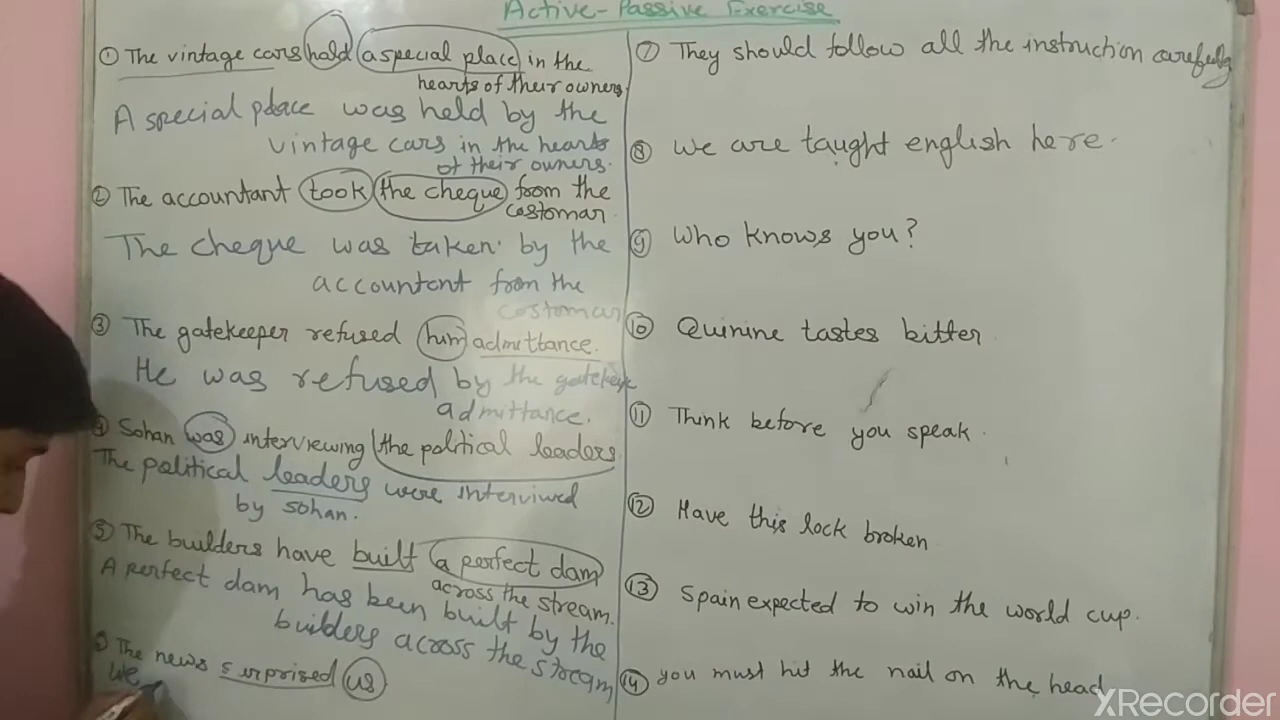 Active-Passive Exercise
① The vintage cars hold a special place in the
hearts of their owners.
A special place was held by the
vintage cars in the hearts
of their owners.
② The accountant took the cheque from the
costomar.
The cheque was taken by the
accountant from the
costomar
③ The gatekeeper refused him admittance.
He was refused by the
admittance.
④ Sohan was interviewing the political leaders
The political leaders were interviwed
by sohan.
⑤ The builders have built a perfect dam
across the stream.
A perfect dam has been built by the
builders across the stream
The news surprised us
We
⑦ They should follow all the instruction carefully
⑧ We are taught english here.
⑨ Who knows you?
⑩ Quinine tastes bitter
⑪ Think before you speak.
⑫ Have this lock broken
⑬ Spain expected to win the world cup.
⑭ you must hit the nail on the head
XRecorder